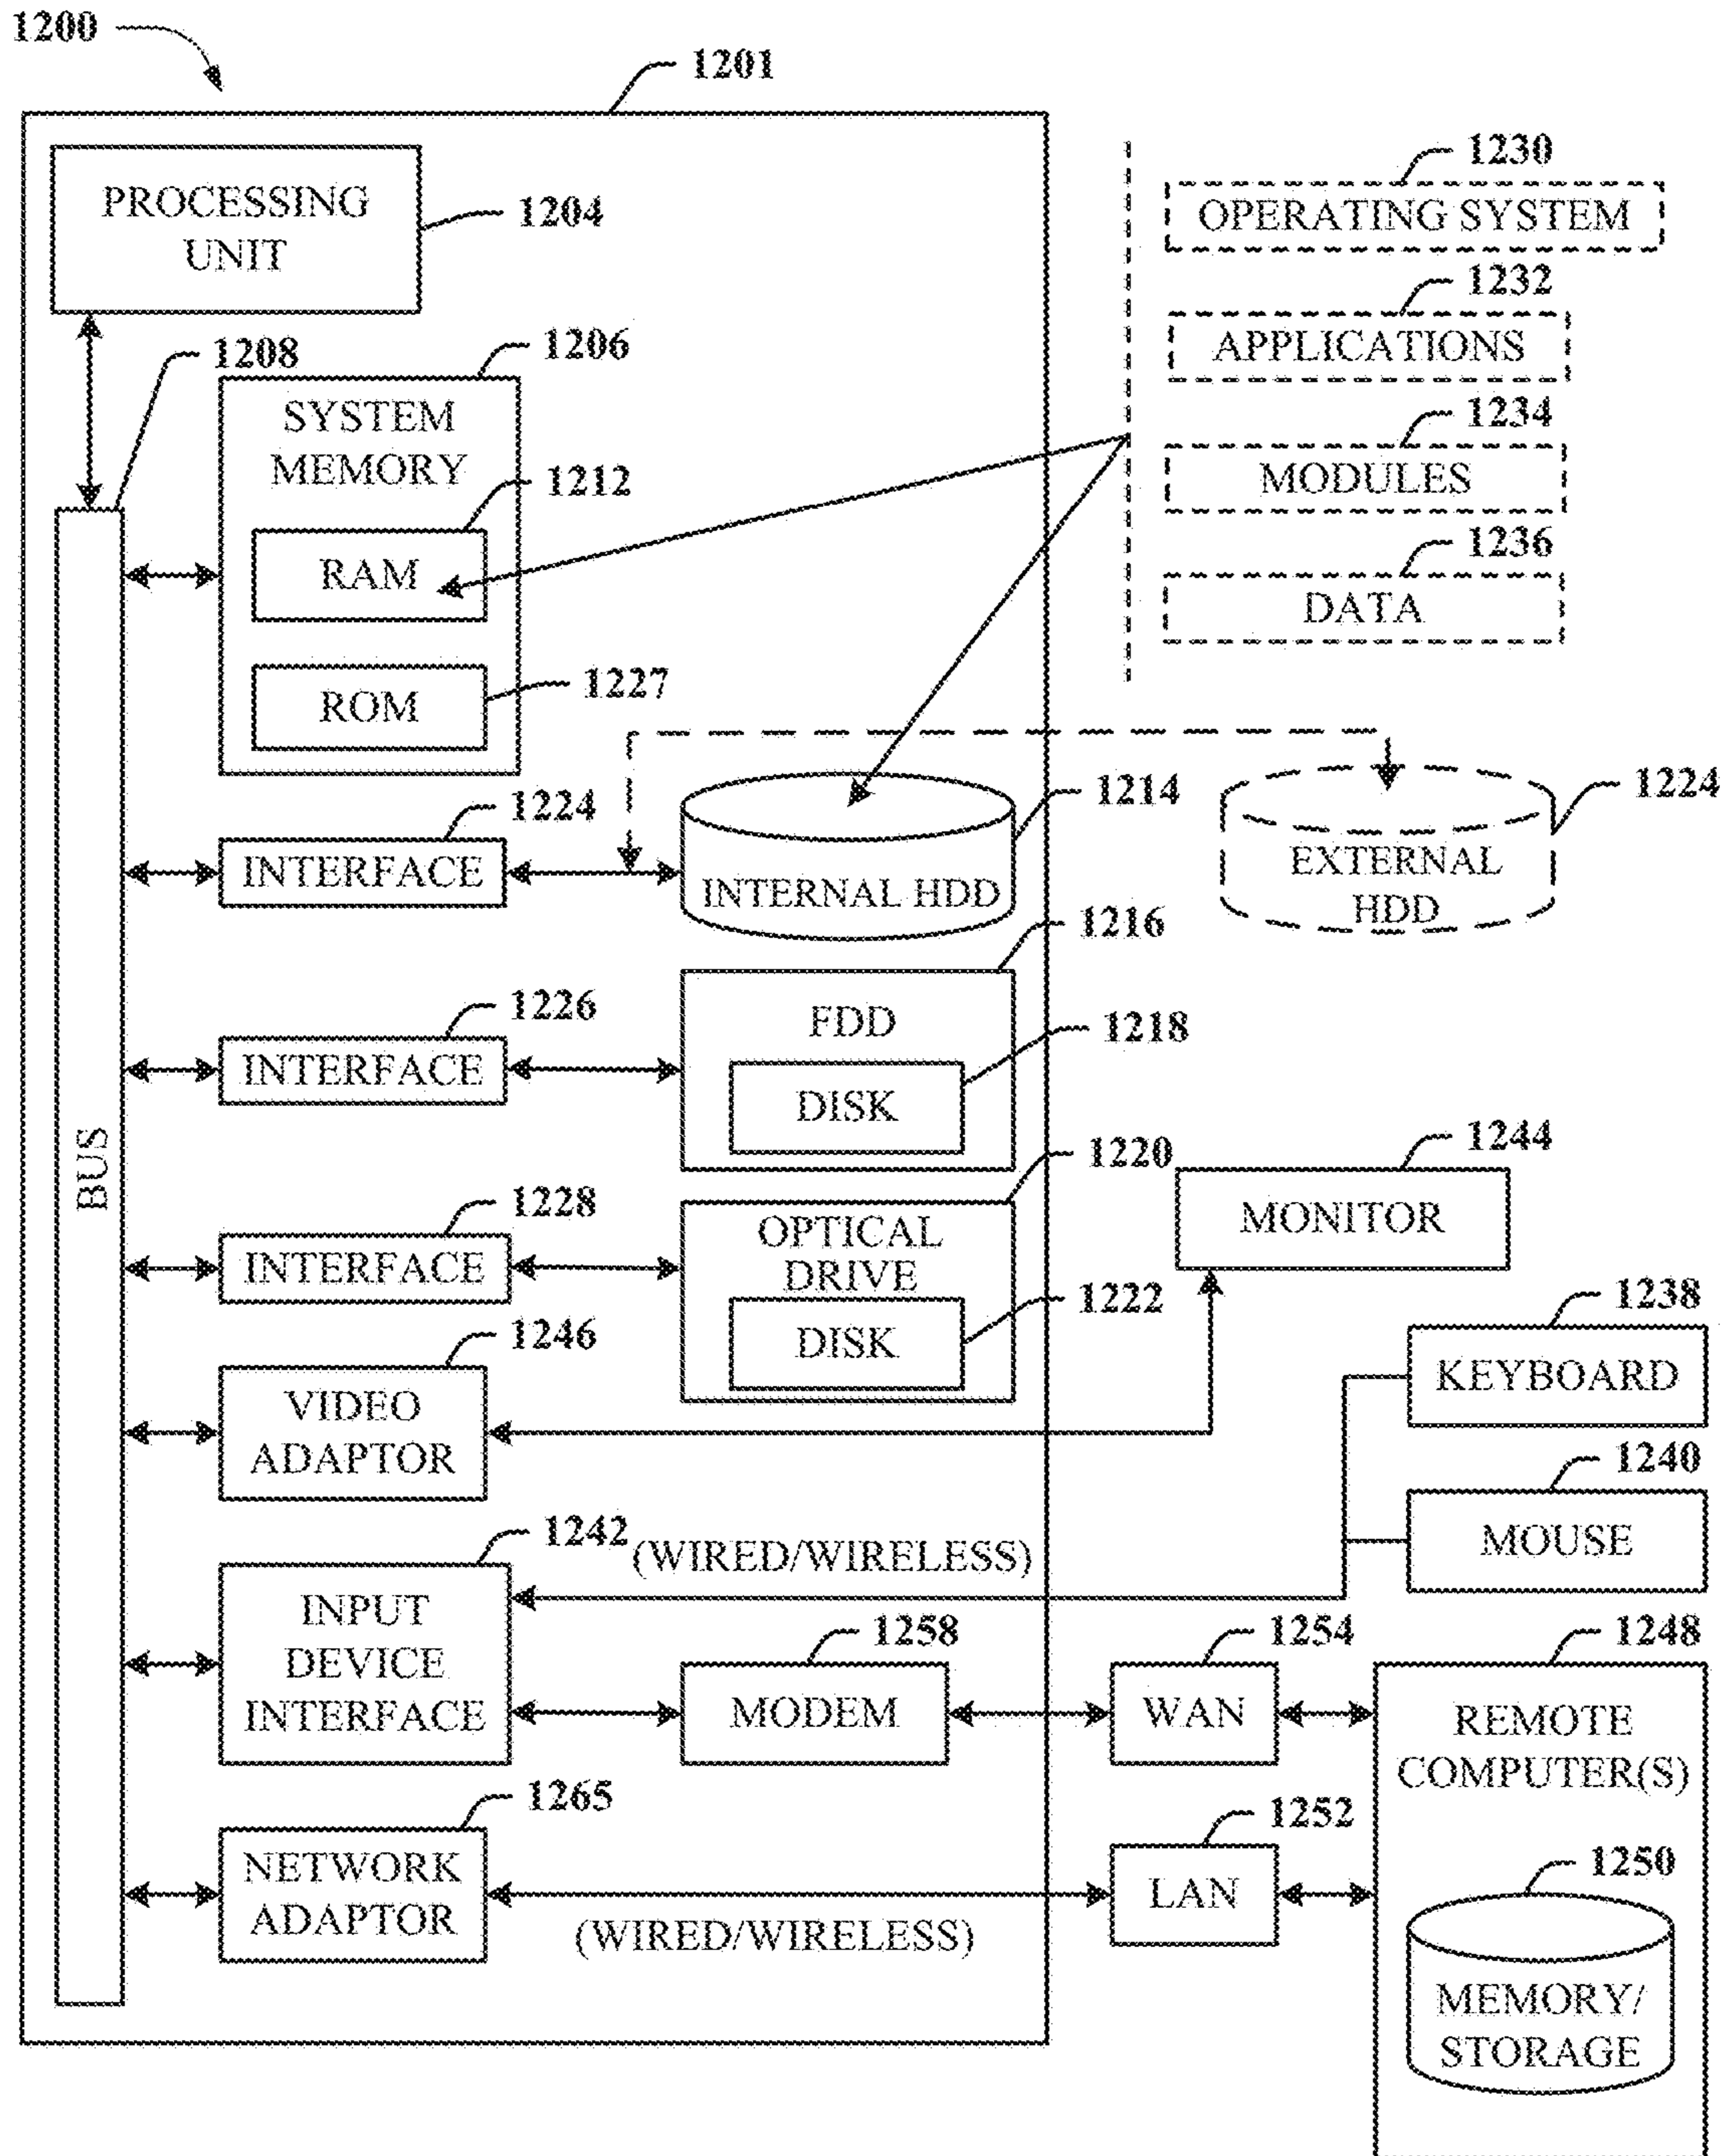 1200
1201
PROCESSING
UNIT
1204
1230
OPERATING SYSTEM
1232
APPLICATIONS
1234
MODULES
1236
DATA
1208
1206
SYSTEM
MEMORY
1212
RAM
1227
ROM
BUS
1224
INTERFACE
1214
INTERNAL HDD
1224
EXTERNAL
HDD
1216
FDD
1226
INTERFACE
1218
DISK
1220
OPTICAL
DRIVE
1228
INTERFACE
1222
DISK
1244
MONITOR
1246
VIDEO
ADAPTOR
1238
KEYBOARD
1240
MOUSE
1242
(WIRED/WIRELESS)
INPUT
DEVICE
INTERFACE
1258
MODEM
1254
WAN
1248
REMOTE
COMPUTER(S)
1265
NETWORK
ADAPTOR
(WIRED/WIRELESS)
1252
LAN
1250
MEMORY/
STORAGE